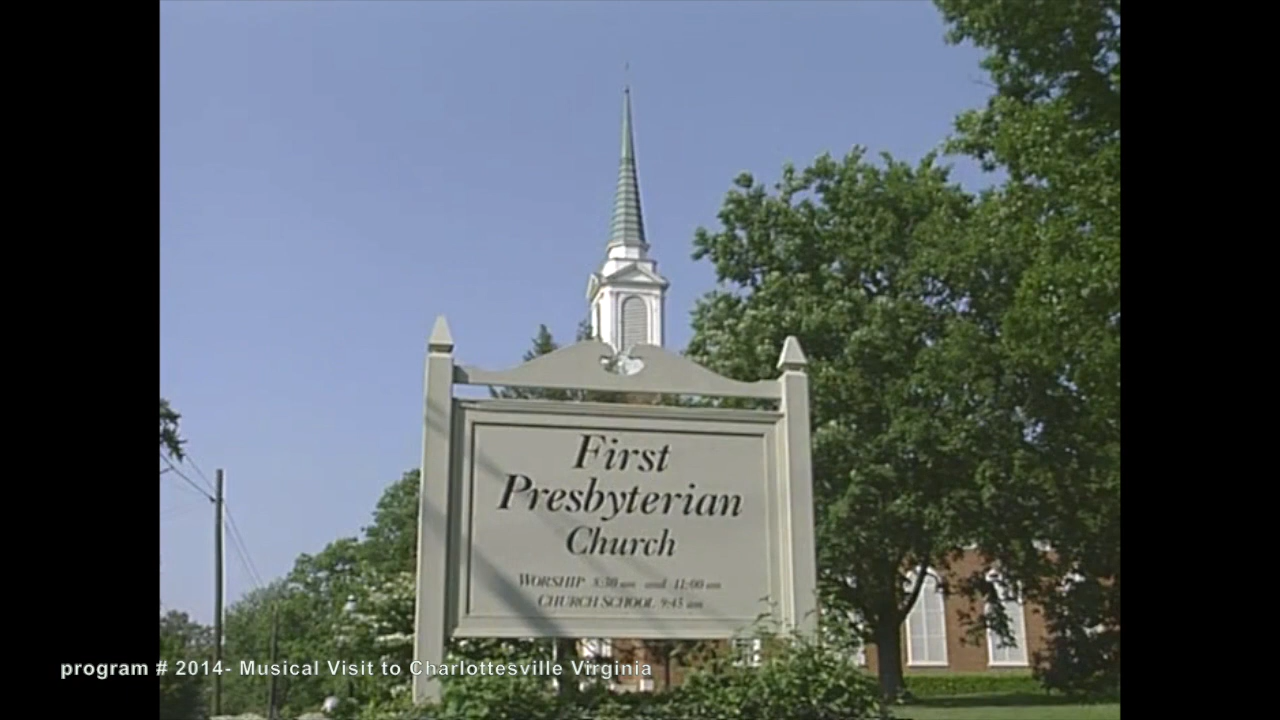 First
Presbyterian
Church
WORSHIP 8:30 am and 11:00 am
CHURCH SCHOOL 9:45 am
program # 2014- Musical Visit to Charlottesville Virginia